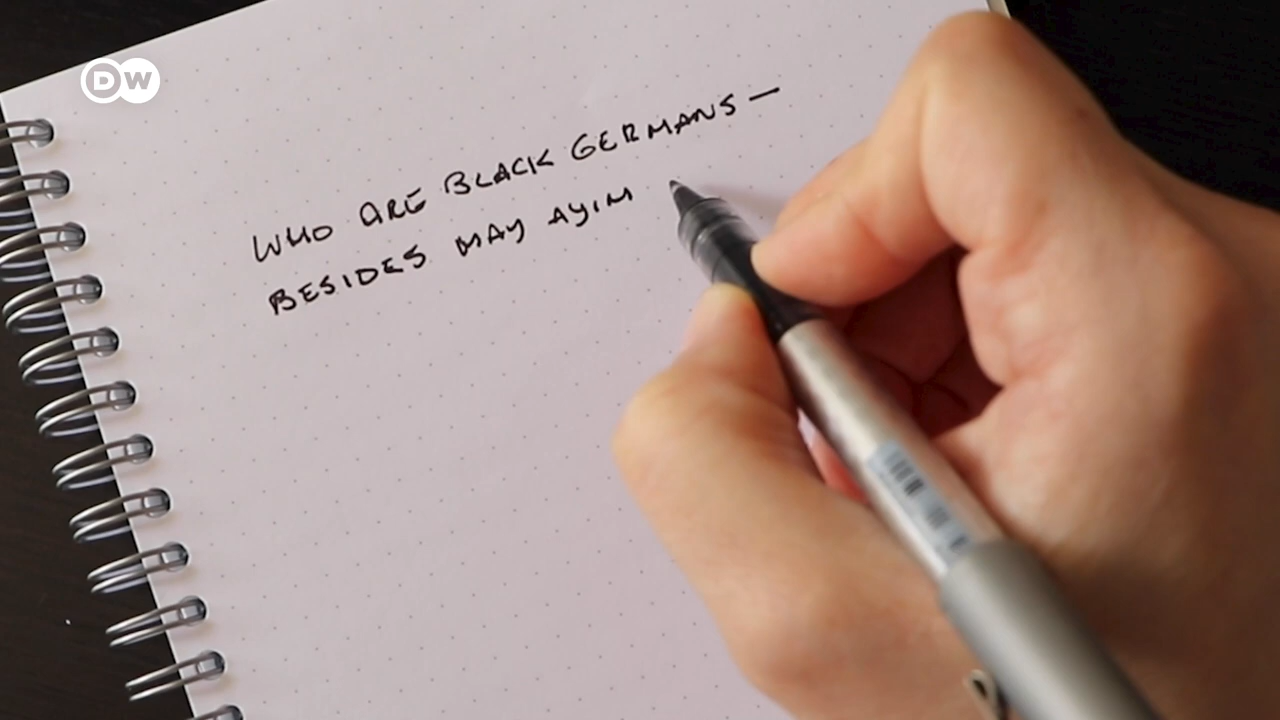 DW
WHO ARE BLACK GERMANS —
BESIDES MAY AYIM